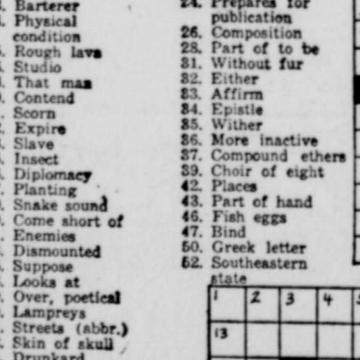 Barterer
Physical
condition
Rough lava
Studio
That man
Contend
Scorn
Expire
Slave
Insect
Diplomacy
Planting
Snake sound
Come short of
Enemies
Dismounted
Suppose
Looks at
Over, poetical
Lampreys
Streets (abbr.)
Skin of skull
Drunkard
24. Prepares for
publication
26. Composition
28. Part of to be
31. Without fur
32. Either
33. Affirm
34. Epistle
35. Wither
36. More inactive
37. Compound ethers
39. Choir of eight
42. Places
43. Part of hand
46. Fish eggs
47. Bind
50. Greek letter
52. Southeastern
state
1 2 3 4
13